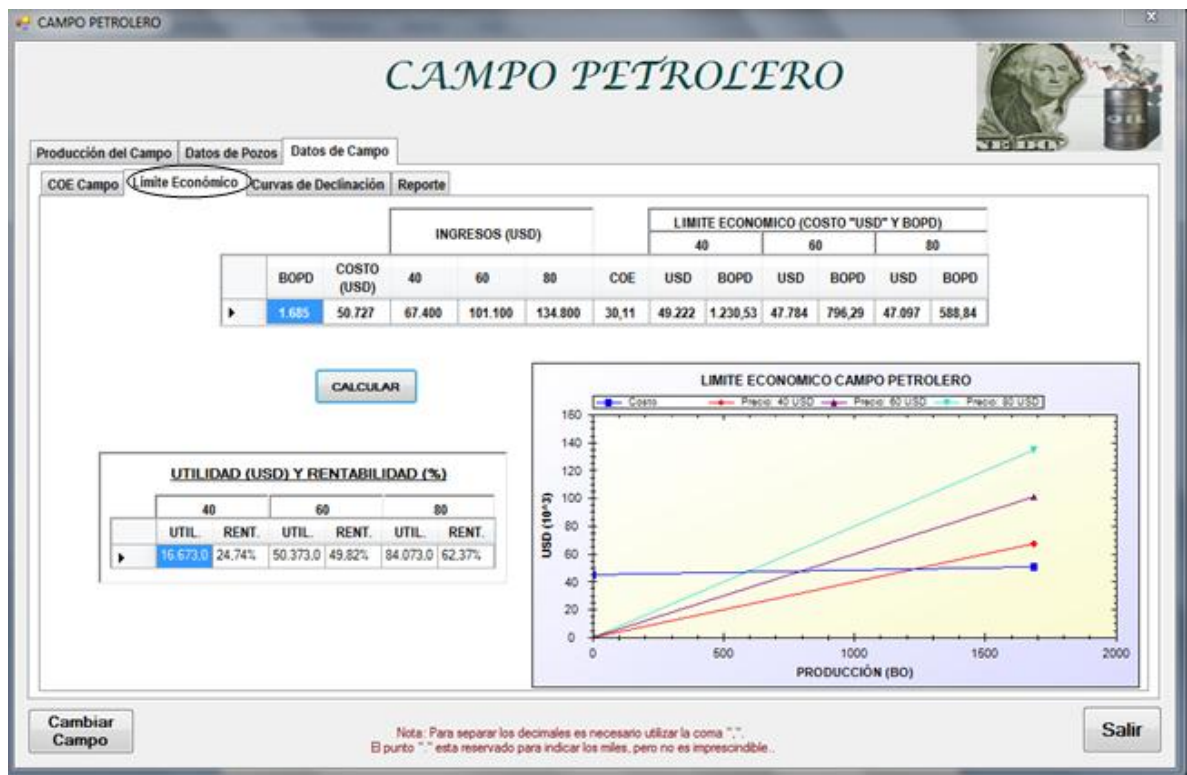 CAMPO PETROLERO
CAMPO PETROLERO
OIL
Producción del Campo Datos de Pozos Datos de Campo
COE Campo Límite Económico Curvas de Declinación Reporte
INGRESOS (USD) LIMITE ECONOMICO (COSTO "USD" Y BOPD)
40 60 80
BOPD COSTO (USD) 40 60 80 COE USD BOPD USD BOPD USD BOPD
1.685 50.727 67.400 101.100 134.800 30,11 49.222 1.230,53 47.784 796,29 47.097 588,84
CALCULAR
UTILIDAD (USD) Y RENTABILIDAD (%)
40 60 80
UTIL. RENT. UTIL. RENT. UTIL. RENT.
16.673,0 24,74% 50.373,0 49,82% 84.073,0 62,37%
LIMITE ECONOMICO CAMPO PETROLERO
Costo Precio: 40 USD Precio: 60 USD Precio: 80 USD
160
140
120
100
80
60
40
20
0
USD (10^3)
0 500 1000 1500 2000
PRODUCCIÓN (BO)
Cambiar
Campo
Nota: Para separar los decimales es necesario utilizar la coma ",".
El punto "." esta reservado para indicar los miles, pero no es imprescindible..
Salir